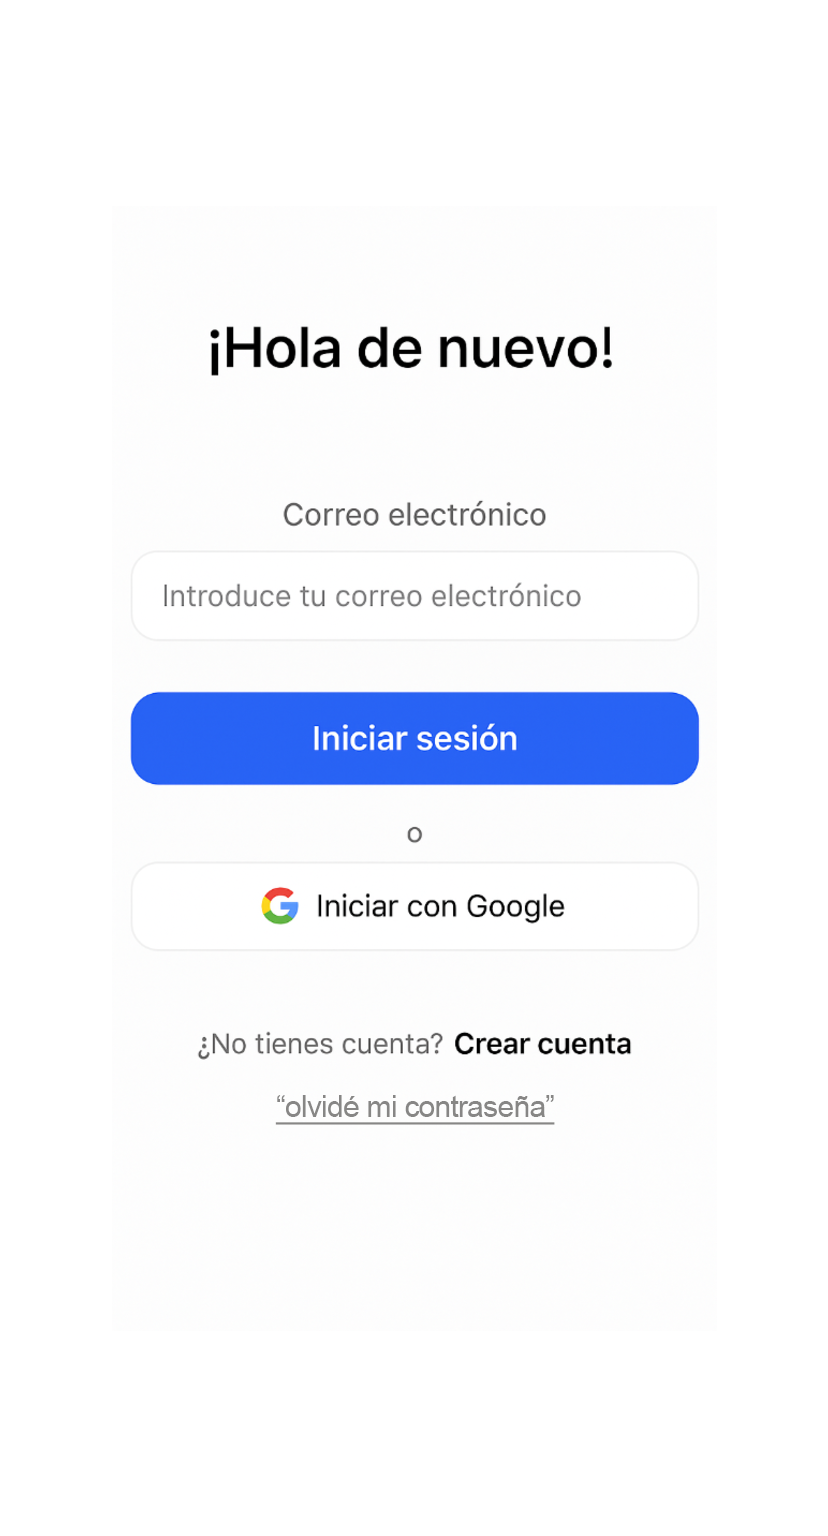 ¡Hola de nuevo!
Correo electrónico
Introduce tu correo electrónico
Iniciar sesión
o
Iniciar con Google
¿No tienes cuenta? Crear cuenta
“olvidé mi contraseña”